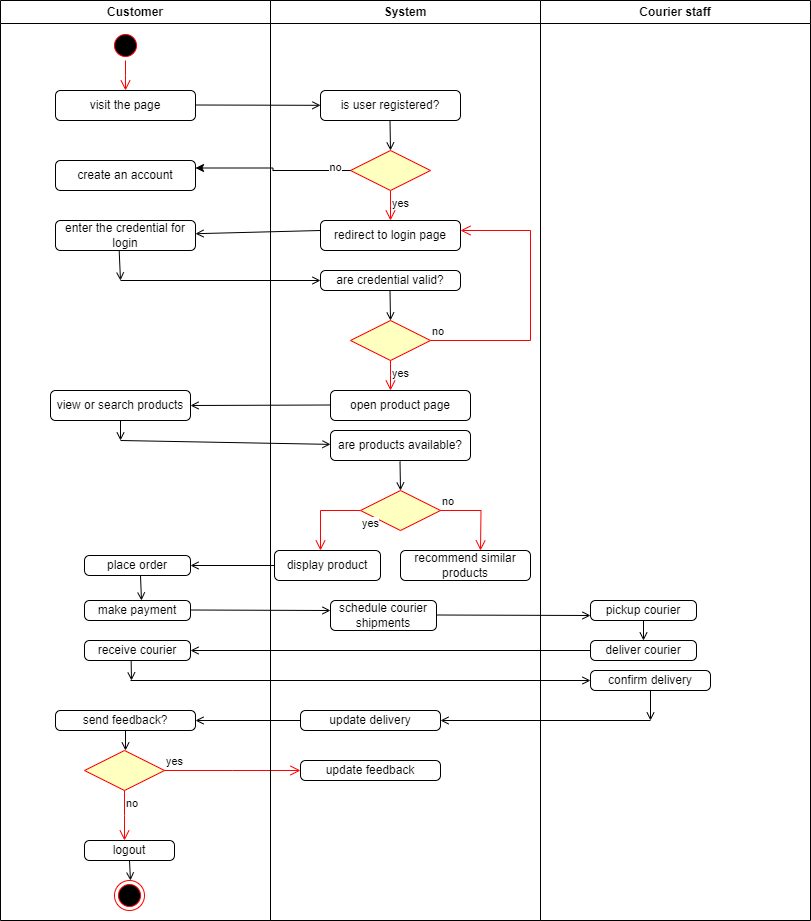 Customer
System
Courier staff
visit the page
is user registered?
no
create an account
yes
enter the credential for
login
redirect to login page
are credential valid?
no
yes
view or search products
open product page
are products available?
no
yes
display product
recommend similar
products
place order
make payment
schedule courier
shipments
pickup courier
receive courier
deliver courier
confirm delivery
send feedback?
update delivery
yes
update feedback
no
logout